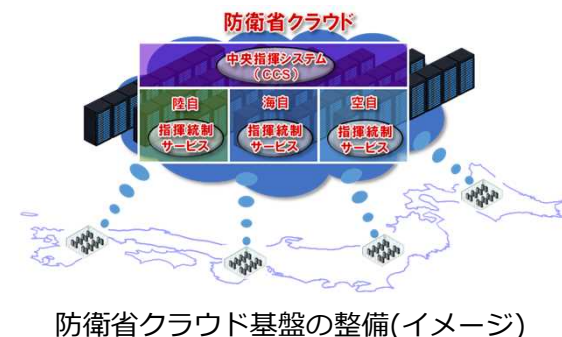 防衛省クラウド
中央指揮システム
（CCS）
陸自
海自
空自
指揮統制
サービス
指揮統制
サービス
指揮統制
サービス
防衛省クラウド基盤の整備(イメージ)